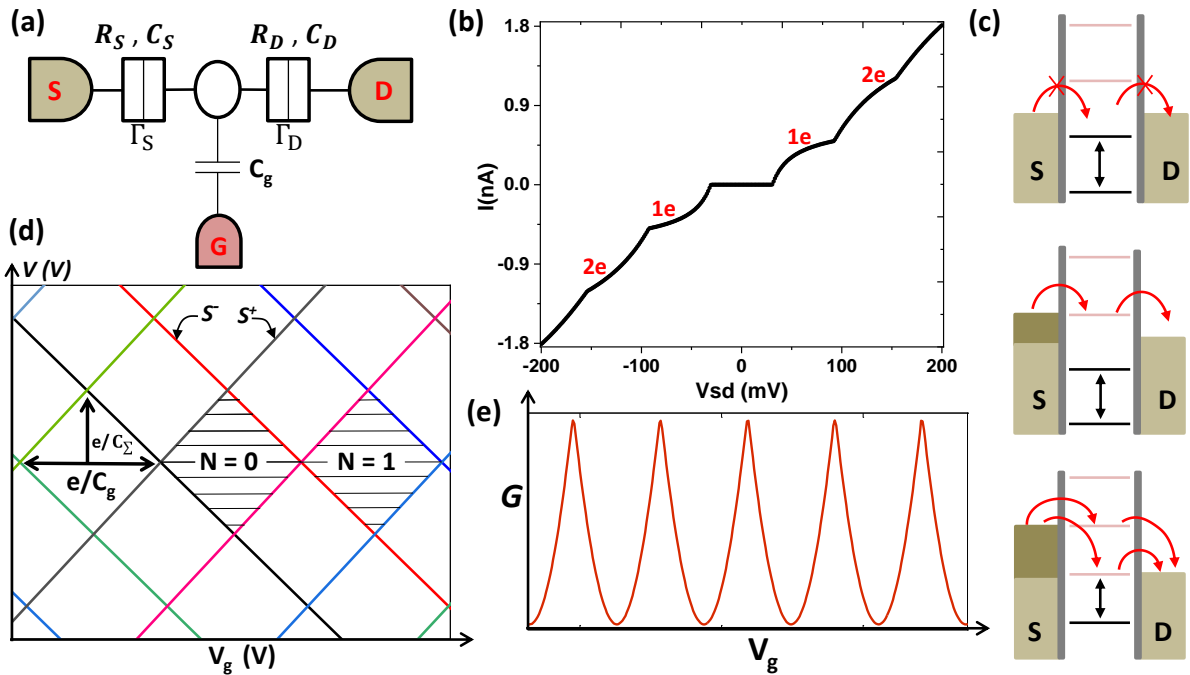 (a)
R_S , C_S
R_D , C_D
S
D
Γ_S
Γ_D
C_g
G
(b)
1.8
0.9
0.0
-0.9
-1.8
I(nA)
2e
1e
1e
2e
-200
-100
0
100
200
Vsd (mV)
(c)
S
D
S
D
S
D
(d)
V (V)
S⁻
S⁺
e/C_Σ
e/C_g
N = 0
N = 1
V_g (V)
(e)
G
V_g